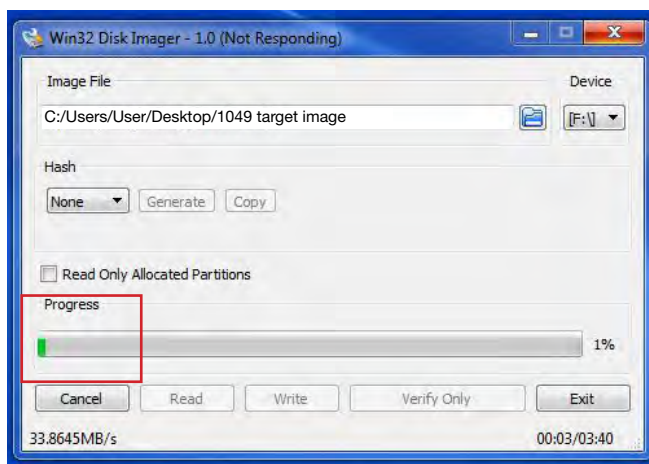 Win32 Disk Imager - 1.0 (Not Responding)
Image File Device
C:/Users/User/Desktop/1049 target image [F:\]
Hash
None Generate Copy
Read Only Allocated Partitions
Progress
1%
Cancel Read Write Verify Only Exit
33.8645MB/s 00:03/03:40